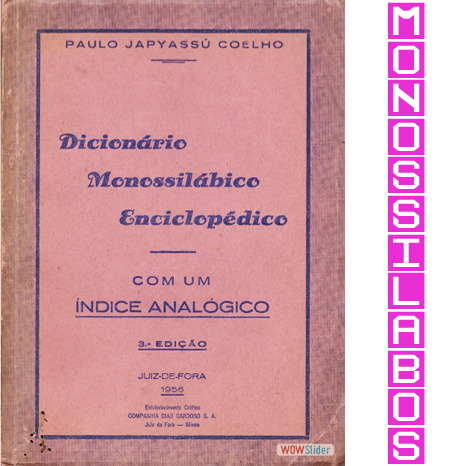 PAULO JAPYASSÚ COELHO
Dicionário
Monossilábico
Enciclopédico
COM UM
ÍNDICE ANALÓGICO
3.ª EDIÇÃO
JUIZ-DE-FORA
1956
Estabelecimento Gráfico
COMPANHIA DIAS CARDOSO S. A.
Juiz de Fora — Minas
WOWSlider
MONOSSILABOS